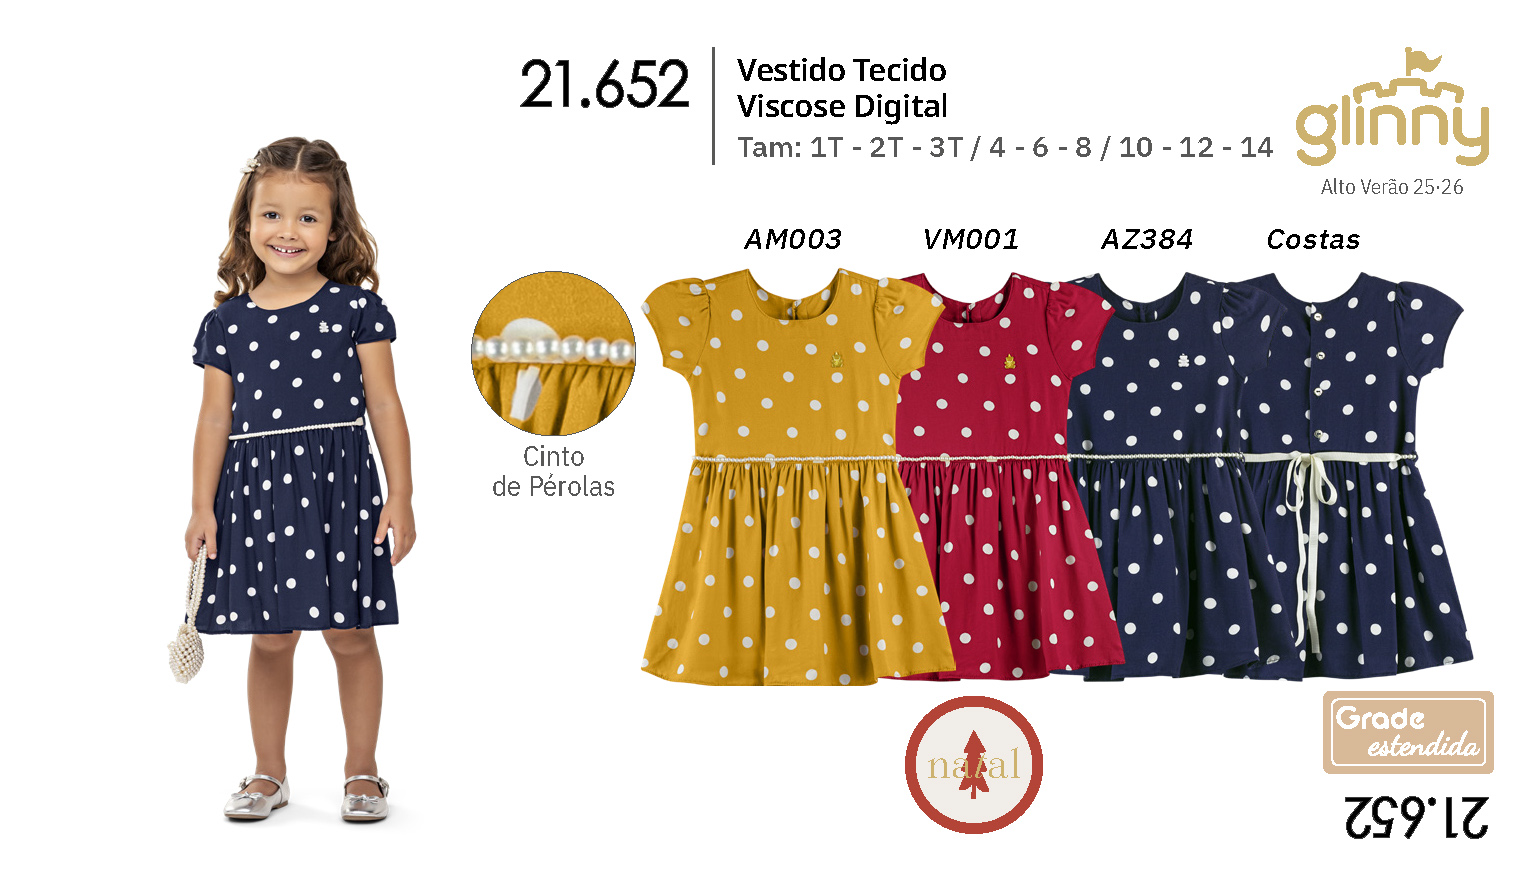 21.652
Vestido Tecido
Viscose Digital
Tam: 1T - 2T - 3T / 4 - 6 - 8 / 10 - 12 - 14
glinny
Alto Verão 25·26
AM003
VM001
AZ384
Costas
Cinto
de Pérolas
natal
Grade
estendida
21.652